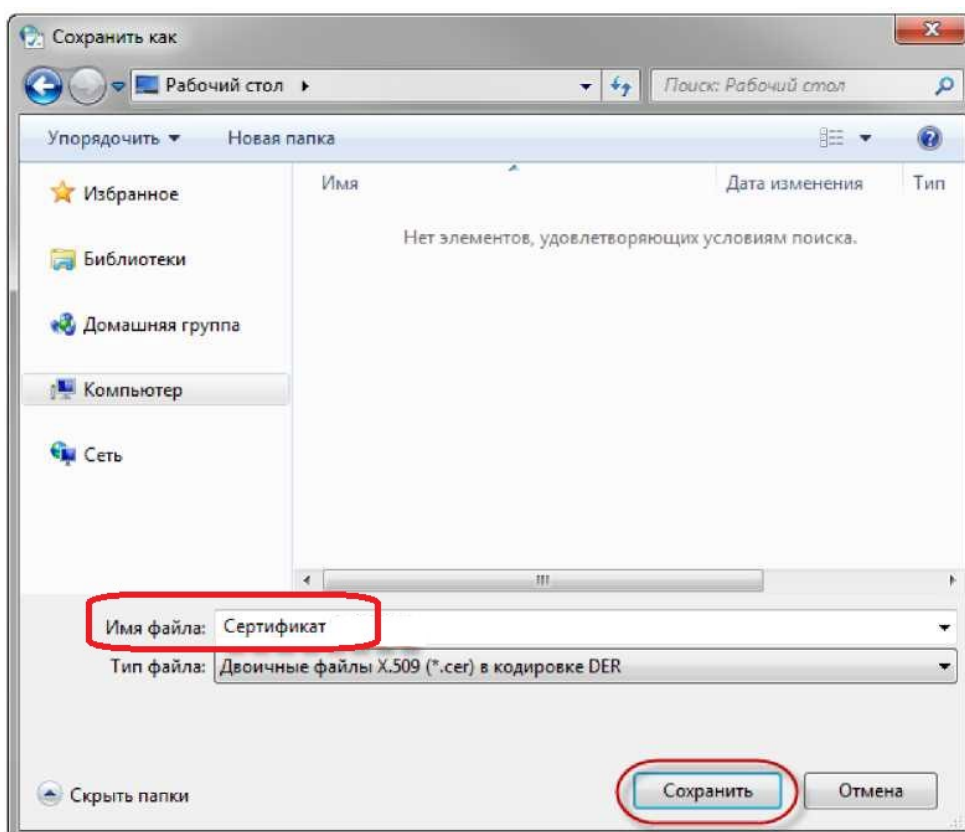 Сохранить как
Рабочий стол
Поиск: Рабочий стол
Упорядочить
Новая папка
Имя
Дата изменения
Тип
Избранное
Нет элементов, удовлетворяющих условиям поиска.
Библиотеки
Домашняя группа
Компьютер
Сеть
Имя файла: Сертификат
Тип файла: Двоичные файлы X.509 (*.cer) в кодировке DER
Скрыть папки
Сохранить
Отмена